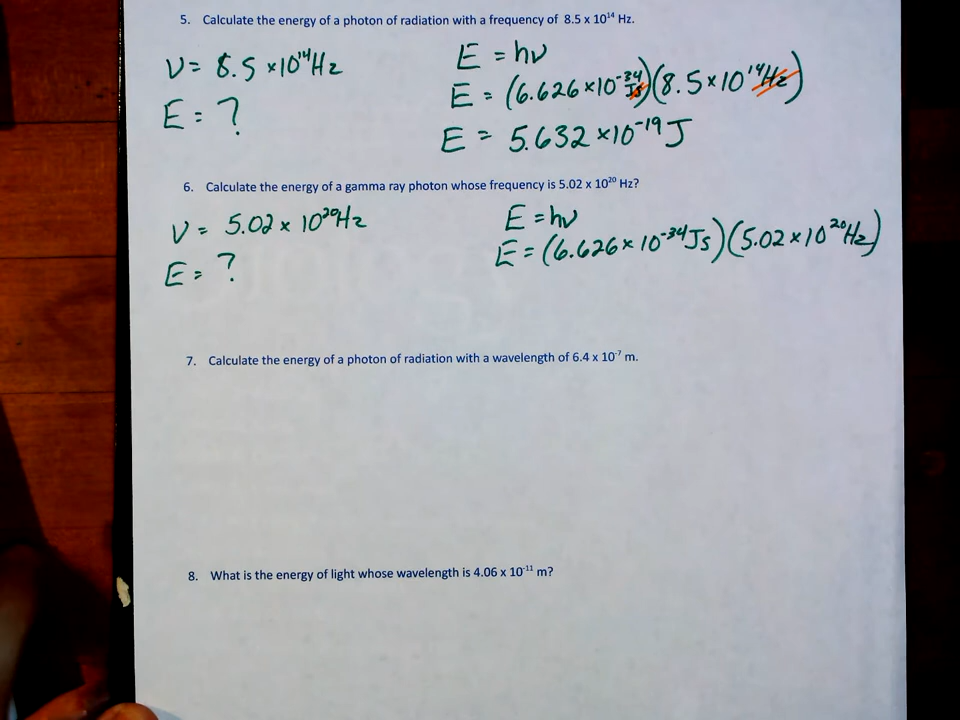 5. Calculate the energy of a photon of radiation with a frequency of 8.5 x 10¹⁴ Hz.
ν = 8.5 ×10¹⁴Hz
E = ?
E = hν
E = (6.626×10⁻³⁴Js)(8.5×10¹⁴Hz)
E = 5.632 ×10⁻¹⁹J
6. Calculate the energy of a gamma ray photon whose frequency is 5.02 x 10²⁰ Hz?
ν = 5.02 × 10²⁰Hz
E = ?
E = hν
E = (6.626× 10⁻³⁴Js)(5.02×10²⁰Hz)
7. Calculate the energy of a photon of radiation with a wavelength of 6.4 x 10⁻⁷ m.
8. What is the energy of light whose wavelength is 4.06 x 10⁻¹¹ m?